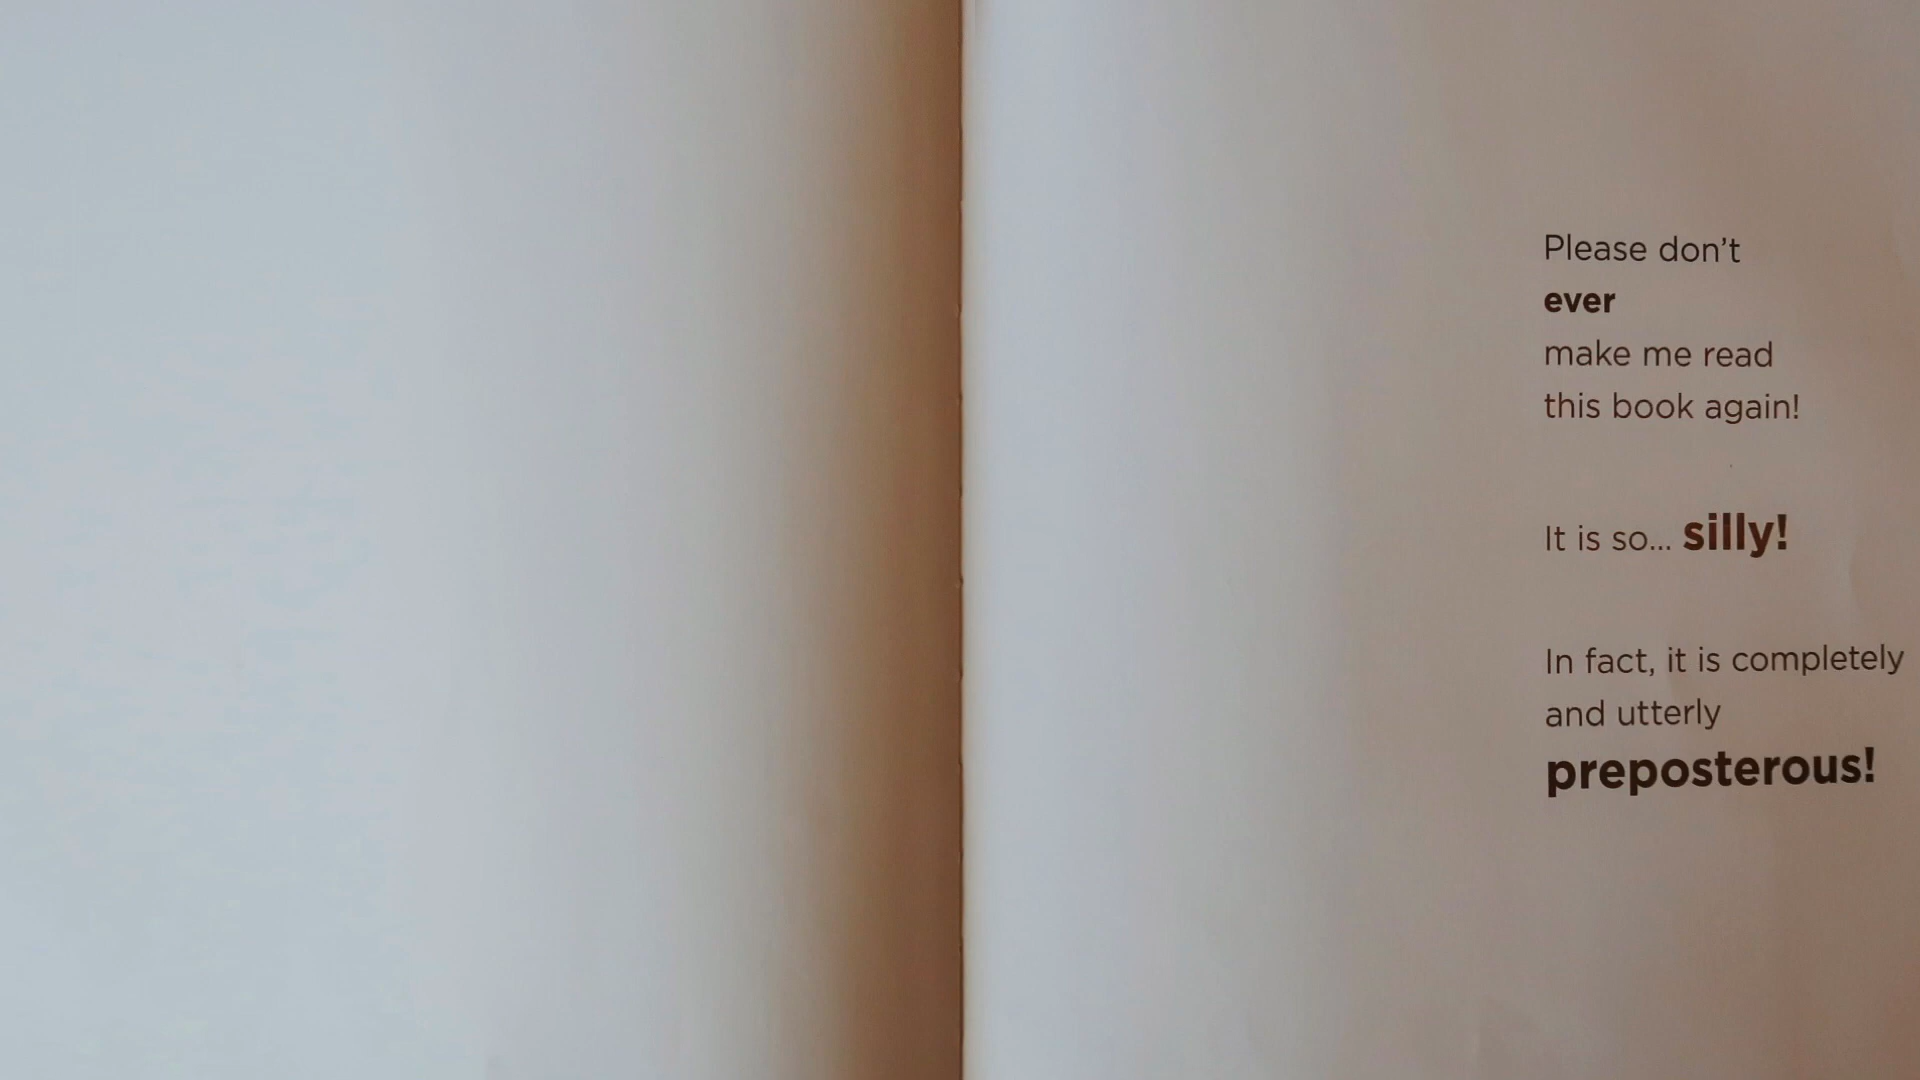 Please don't
ever
make me read
this book again!
It is so... silly!
In fact, it is completely
and utterly
preposterous!